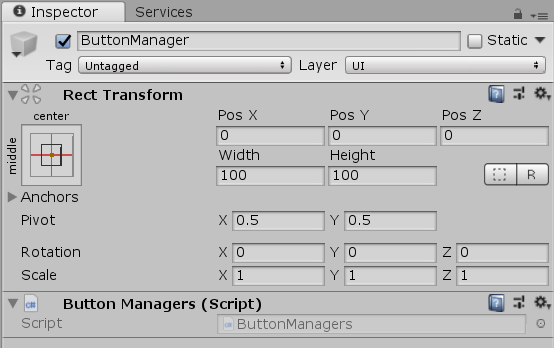 Inspector Services
ButtonManager Static
Tag Untagged Layer UI
Rect Transform
center
middle
Pos X Pos Y Pos Z
0 0 0
Width Height
100 100 R
Anchors
Pivot X 0.5 Y 0.5
Rotation X 0 Y 0 Z 0
Scale X 1 Y 1 Z 1
Button Managers (Script)
Script ButtonManagers